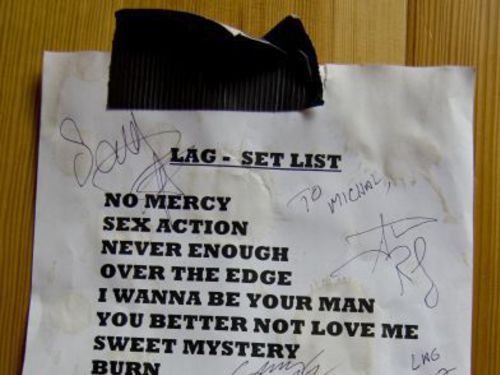 LAG - SET LIST
TO MICHAL,
NO MERCY
SEX ACTION
NEVER ENOUGH
OVER THE EDGE
I WANNA BE YOUR MAN
YOU BETTER NOT LOVE ME
SWEET MYSTERY
LAG
BURN